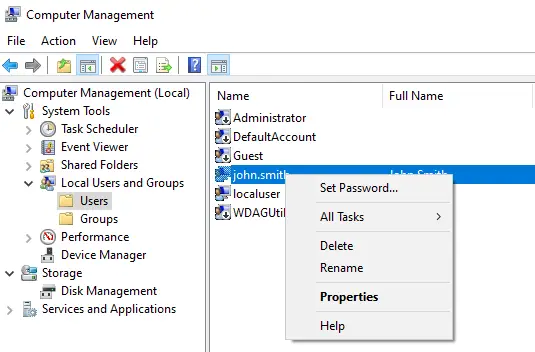 Computer Management
File Action View Help
Computer Management (Local)
System Tools
Task Scheduler
Event Viewer
Shared Folders
Local Users and Groups
Users
Groups
Performance
Device Manager
Storage
Disk Management
Services and Applications
Name Full Name
Administrator
DefaultAccount
Guest
john.smith John Smith
localuser
WDAGUtil
Set Password...
All Tasks
Delete
Rename
Properties
Help